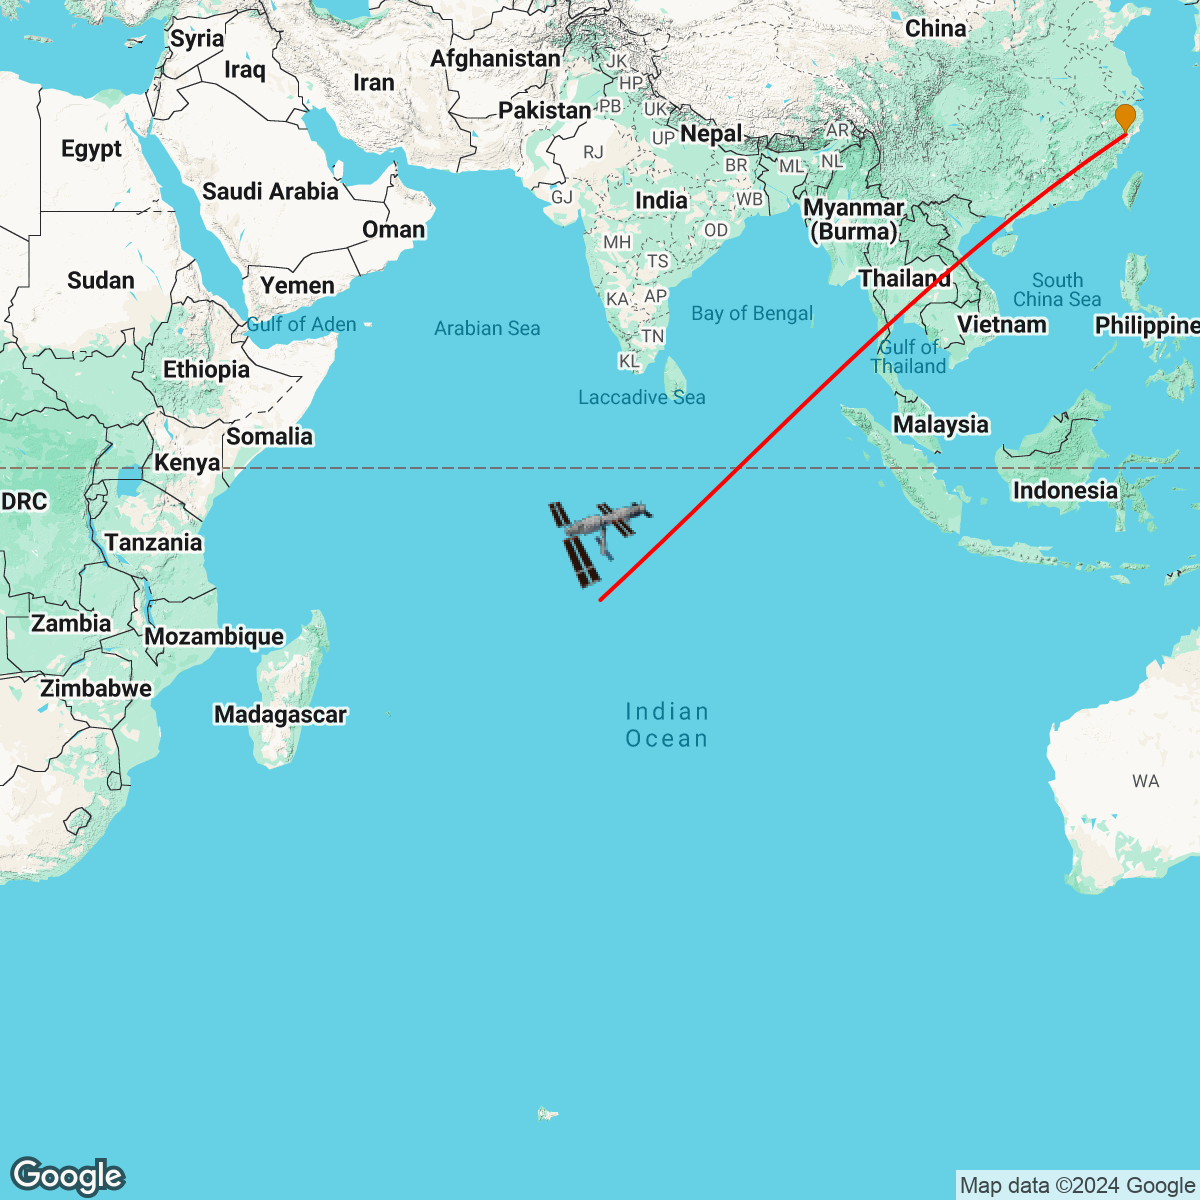 China
Syria
Afghanistan
JK
Iraq
Iran
HP
Pakistan
PB
UK
Nepal
AR
UP
Egypt
RJ
BR
ML
NL
Saudi Arabia
GJ
India
WB
Myanmar
(Burma)
Oman
OD
MH
TS
Sudan
Yemen
Thailand
South
China Sea
KA
AP
Bay of Bengal
Gulf of Aden
Arabian Sea
Vietnam
Philippine
TN
Gulf of
Thailand
KL
Ethiopia
Laccadive Sea
Malaysia
Somalia
Kenya
Indonesia
DRC
Tanzania
Zambia
Mozambique
Zimbabwe
Madagascar
Indian
Ocean
WA
Google
Map data ©2024 Google